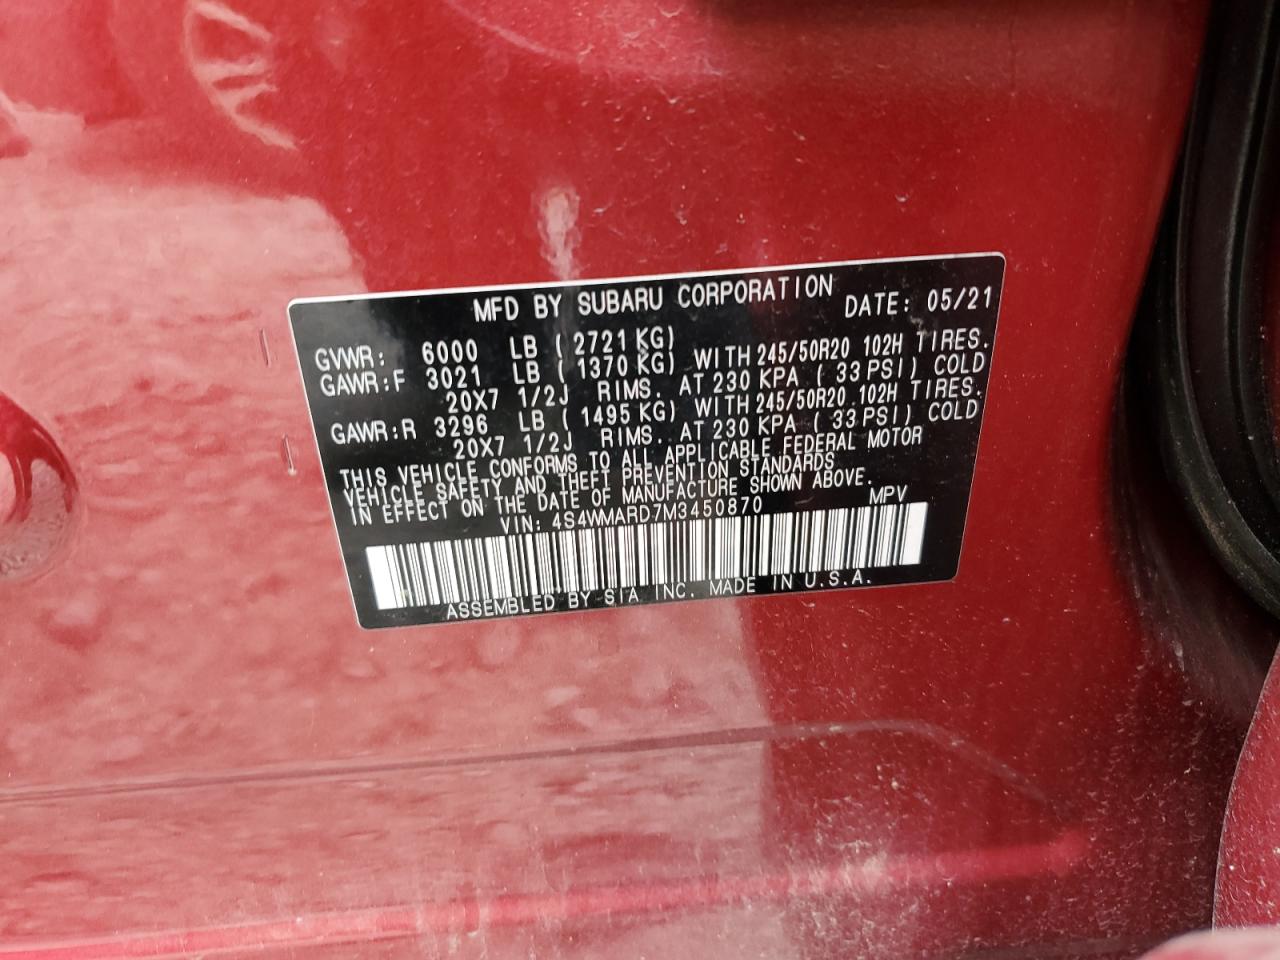 MFD BY SUBARU CORPORATION DATE: 05/21
GVWR: 6000 LB ( 2721 KG)
GAWR:F 3021 LB ( 1370 KG) WITH 245/50R20 102H TIRES.
20X7 1/2J RIMS. AT 230 KPA ( 33 PSI) COLD
GAWR:R 3296 LB ( 1495 KG) WITH 245/50R20 102H TIRES.
20X7 1/2J RIMS. AT 230 KPA ( 33 PSI) COLD
THIS VEHICLE CONFORMS TO ALL APPLICABLE FEDERAL MOTOR
VEHICLE SAFETY AND THEFT PREVENTION STANDARDS
IN EFFECT ON THE DATE OF MANUFACTURE SHOWN ABOVE.
VIN: 4S4WMARD7M3450870 MPV
ASSEMBLED BY SIA INC. MADE IN U.S.A.